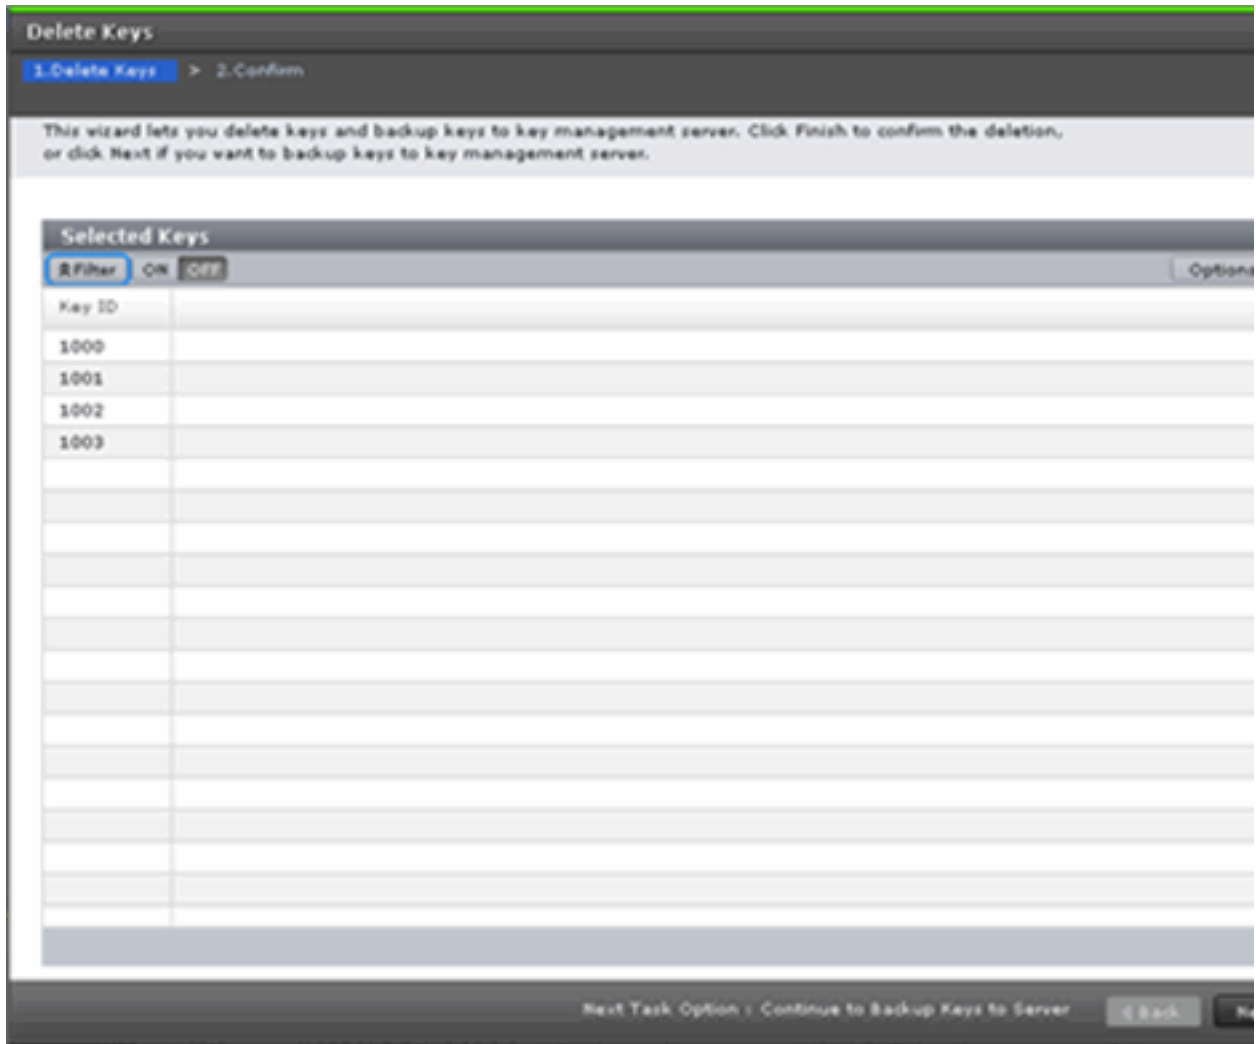 Delete Keys
1.Delete Keys > 2.Confirm
This wizard lets you delete keys and backup keys to key management server. Click Finish to confirm the deletion,
or click Next if you want to backup keys to key management server.
Selected Keys
Filter ON OFF Options
Key ID
1000
1001
1002
1003
Next Task Option : Continue to Backup Keys to Server < Back Ne